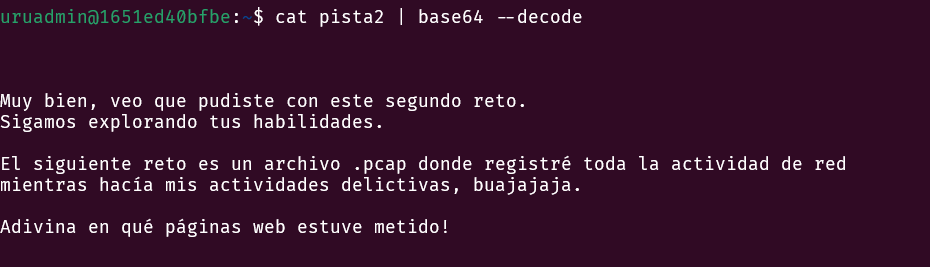 uruadmin@1651ed40bfbe:~$ cat pista2 | base64 --decode
Muy bien, veo que pudiste con este segundo reto.
Sigamos explorando tus habilidades.
El siguiente reto es un archivo .pcap donde registré toda la actividad de red
mientras hacía mis actividades delictivas, buajajaja.
Adivina en qué páginas web estuve metido!